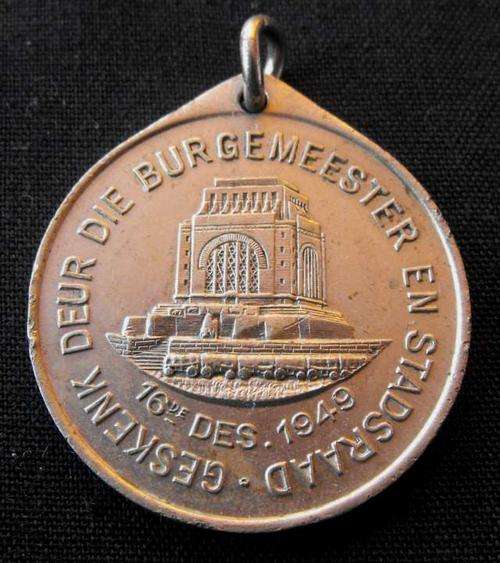 GESKENK DEUR DIE BURGEMEESTER EN STADSRAAD ·
16DE DES. 1949